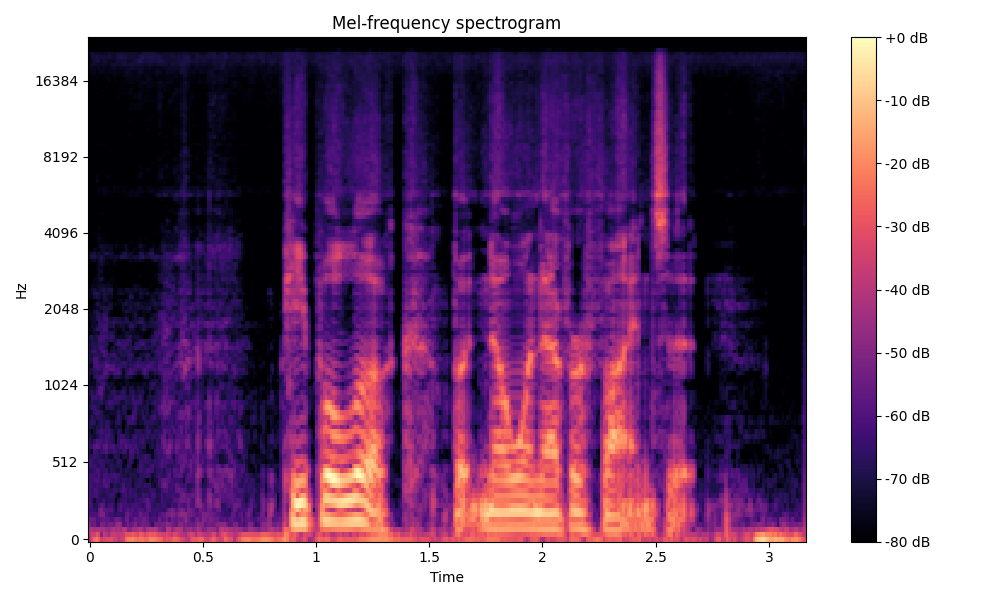 Mel-frequency spectrogram
Hz
16384
8192
4096
2048
1024
512
0
0
0.5
1
1.5
2
2.5
3
Time
+0 dB
-10 dB
-20 dB
-30 dB
-40 dB
-50 dB
-60 dB
-70 dB
-80 dB